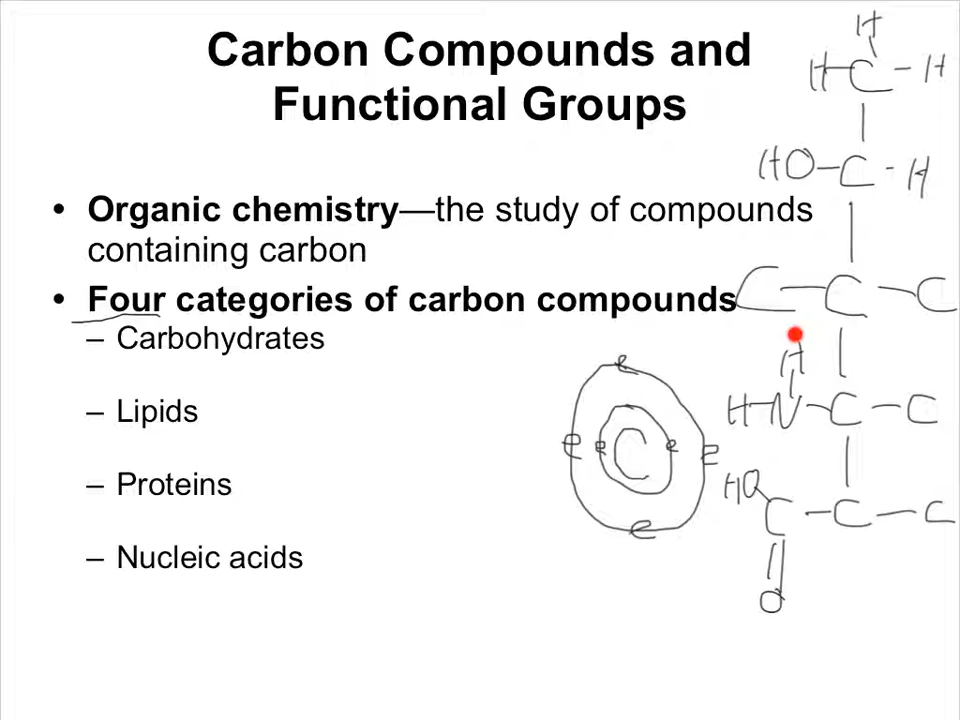 Carbon Compounds and
Functional Groups
• Organic chemistry—the study of compounds
containing carbon
• Four categories of carbon compounds
– Carbohydrates
– Lipids
– Proteins
– Nucleic acids
H
H–C–H
HO–C-H
C–C–C
H
H-N–C–C
HO
C–C–C
O
e
e e C e e
e